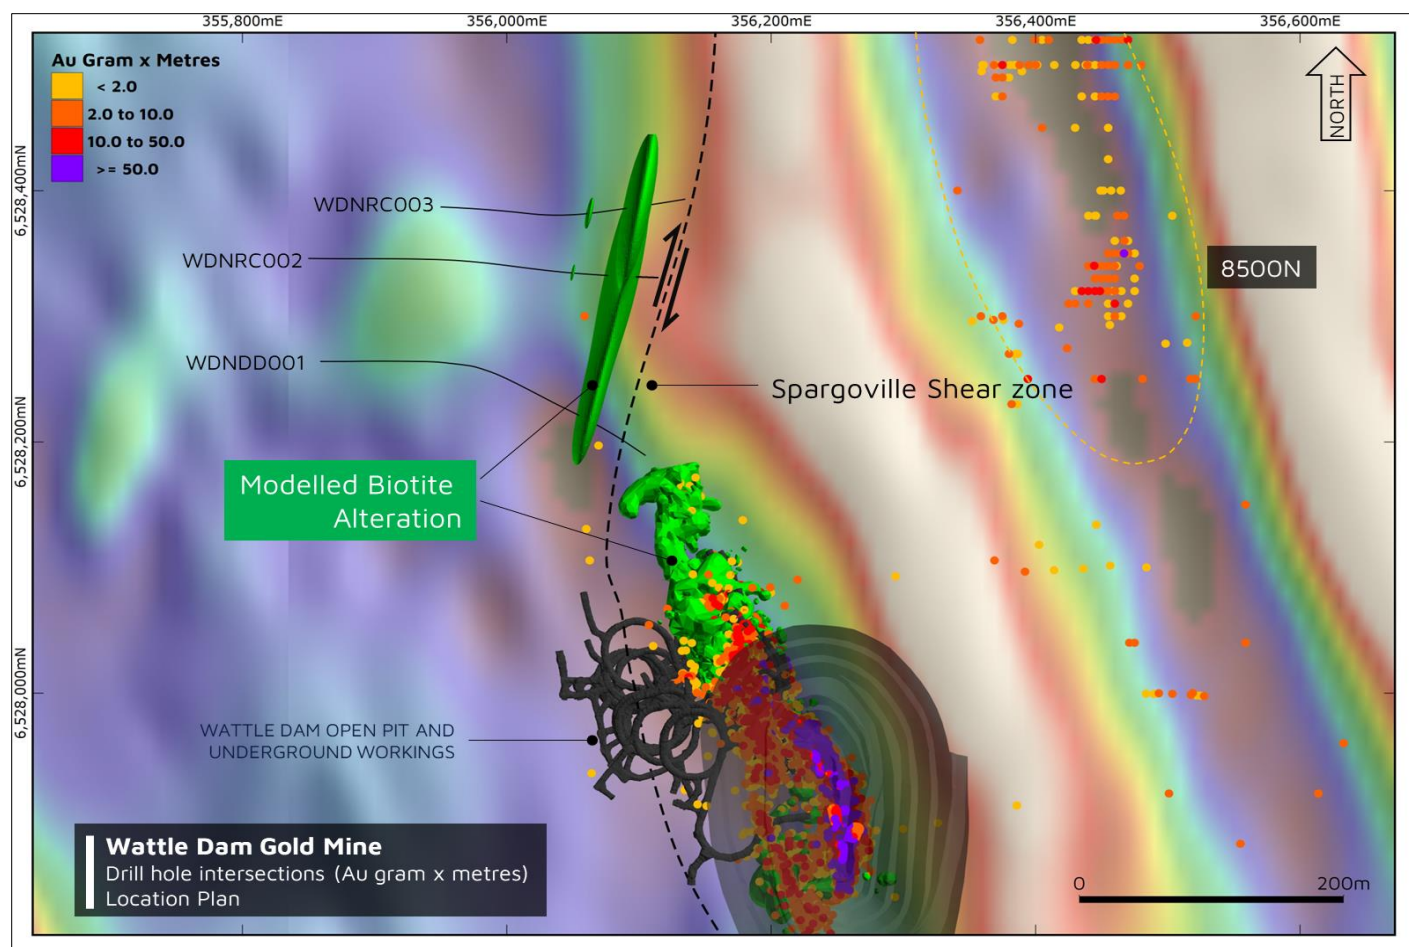 355,800mE
356,000mE
356,200mE
356,400mE
356,600mE
Au Gram x Metres
< 2.0
2.0 to 10.0
10.0 to 50.0
>= 50.0
NORTH
6,528,400mN
WDNRC003
WDNRC002
8500N
WDNDD001
Spargoville Shear zone
6,528,200mN
Modelled Biotite
Alteration
6,528,000mN
WATTLE DAM OPEN PIT AND
UNDERGROUND WORKINGS
Wattle Dam Gold Mine
Drill hole intersections (Au gram x metres)
Location Plan
0
200m